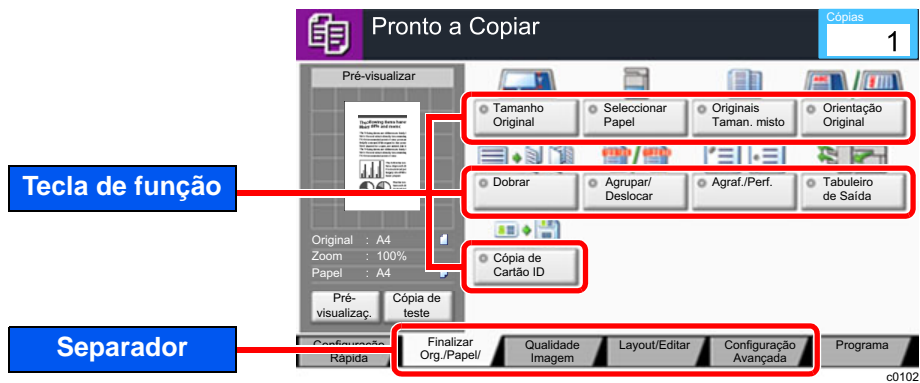 Pronto a Copiar
Cópias
1
Pré-visualizar
Tamanho
Original
Seleccionar
Papel
Originais
Taman. misto
Orientação
Original
Tecla de função
Dobrar
Agrupar/
Deslocar
Agraf./Perf.
Tabuleiro
de Saída
Original : A4
Zoom : 100%
Papel : A4
Cópia de
Cartão ID
Pré-
visualizaç.
Cópia de
teste
Separador
Configuração
Rápida
Finalizar
Org./Papel/
Qualidade
Imagem
Layout/Editar
Configuração
Avançada
Programa
c0102